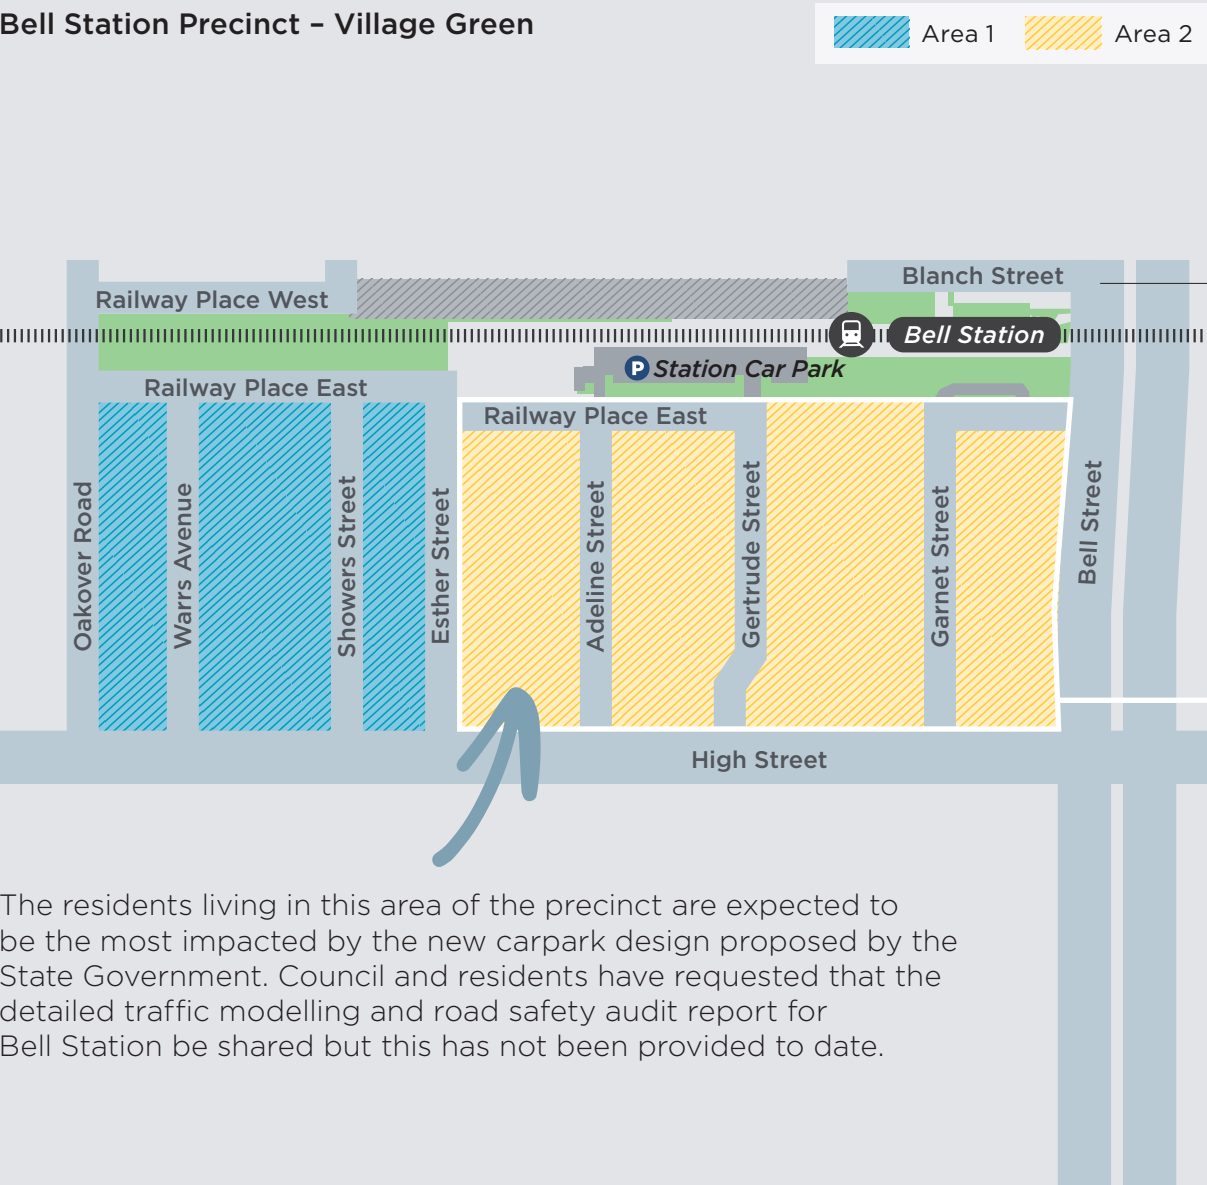 Bell Station Precinct – Village Green
Area 1
Area 2
Blanch Street
Railway Place West
Bell Station
P Station Car Park
Railway Place East
Railway Place East
Oakover Road
Warrs Avenue
Showers Street
Esther Street
Adeline Street
Gertrude Street
Garnet Street
Bell Street
High Street
The residents living in this area of the precinct are expected to
be the most impacted by the new carpark design proposed by the
State Government. Council and residents have requested that the
detailed traffic modelling and road safety audit report for
Bell Station be shared but this has not been provided to date.